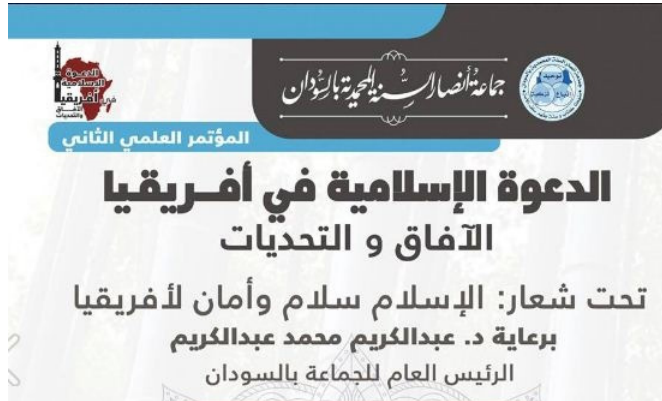 جماعة أنصار السنة المحمدية بالسودان
الدعوة
الإسلامية
في أفريقيا
الآفاق
والتحديات
المؤتمر العلمي الثاني
الدعوة الإسلامية في أفـريقيا
الآفاق و التحديات
تحت شعار: الإسلام سلام وأمان لأفريقيا
برعاية د. عبدالكريم محمد عبدالكريم
الرئيس العام للجماعة بالسودان